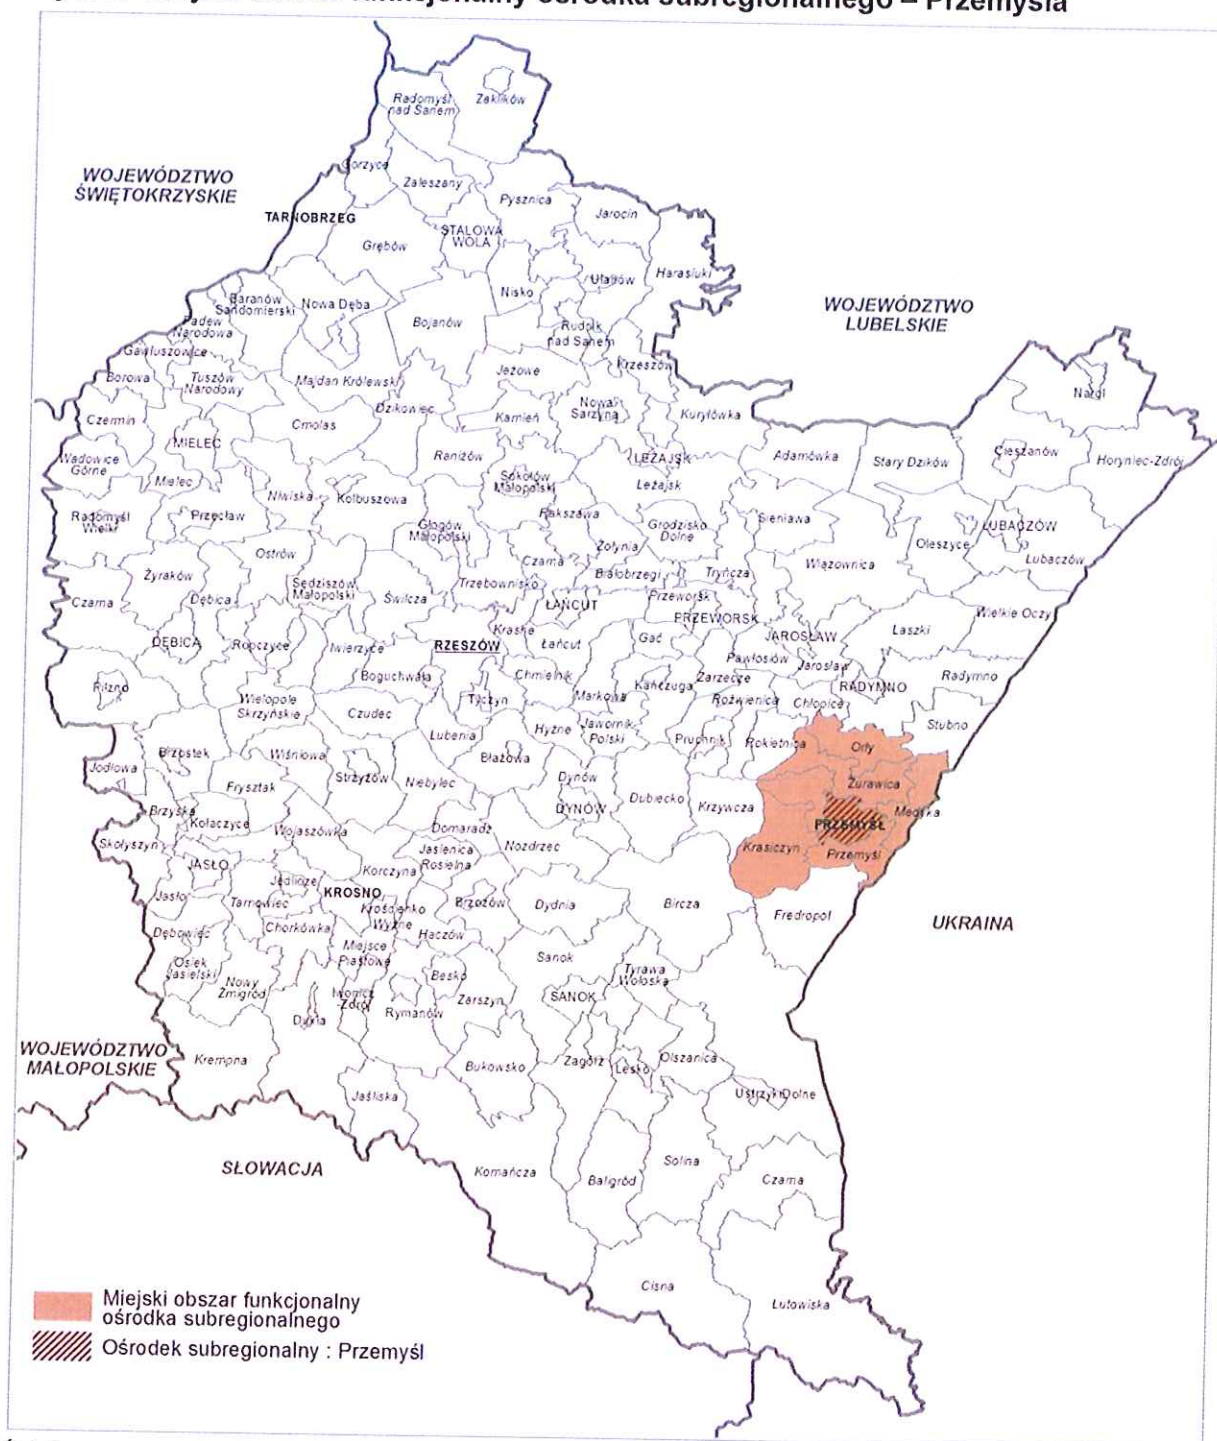 funkcjonalny ośrodka subregionalnego – Przemyśla
Radomyśl
nad Sanem
Zaklików
WOJEWÓDZTWO
ŚWIĘTOKRZYSKIE
Gorzyce
Zaleszany
Pysznica
Jarocin
TARNOBRZEG
STALOWA
WOLA
Grębów
Harasiuki
Ulanów
Nisko
Baranów
Sandomierski
Nowa Dęba
Bojanów
WOJEWÓDZTWO
LUBELSKIE
Padew
Narodowa
Rudnik
nad Sanem
Gawłuszowice
Krzeszów
Borowa
Tuszów
Narodowy
Majdan Królewski
Jeżowe
Narol
Dzikowiec
Nowa
Sarzyna
Kamień
Kuryłówka
Czermin
Cmolas
MIELEC
Cieszanów
Wadowice
Górne
Raniżów
LEŻAJSK
Adamówka
Stary Dzików
Horyniec-Zdrój
Mielec
Sokołów
Małopolski
Leżajsk
Niwiska
Kolbuszowa
Radomyśl
Wielki
Przecław
Głogów
Małopolski
Rakszawa
Grodzisko
Dolne
Sieniawa
LUBACZÓW
Oleszyce
Ostrów
Żołynia
Czarna
Wiązownica
Lubaczów
Żyraków
Sędziszów
Małopolski
Trzebownisko
Białobrzegi
Tryńcza
Czarna
Dębica
Świlcza
ŁAŃCUT
Przeworsk
PRZEWORSK
Wielkie Oczy
Krasne
Laszki
DĘBICA
Ropczyce
Iwierzyce
RZESZÓW
Łańcut
Gać
JAROSŁAW
Pawłosiów
Jarosław
Boguchwała
Chmielnik
Zarzecze
Radymno
Pilzno
Kańczuga
RADYMNO
Markowa
Wielopole
Skrzyńskie
Tyczyn
Roźwienica
Chłopice
Czudec
Stubno
Lubenia
Hyżne
Jawornik
Polski
Pruchnik
Rokietnica
Orły
Brzostek
Wiśniowa
Błażowa
Jodłowa
Strzyżów
Dynów
Żurawica
Frysztak
Niebylec
Dubiecko
Krzywcza
DYNÓW
Medyka
Brzyska
Kołaczyce
Wojaszówka
Domaradz
PRZEMYŚL
Skołyszyn
Jasienica
Rosielna
Nozdrzec
Krasiczyn
Przemyśl
JASŁO
Korczyna
Jedlicze
KROSNO
Jasło
Tarnowiec
Brzozów
Dydnia
Bircza
Krościenko
Wyżne
Fredropol
Chorkówka
Haczów
Dębowiec
UKRAINA
Miejsce
Piastowe
Sanok
Osiek
Jasielski
Nowy
Żmigród
Besko
Tyrawa
Wołoska
Iwonicz
-Zdrój
Zarszyn
SANOK
Rymanów
Dukla
WOJEWÓDZTWO
MAŁOPOLSKIE
Krempna
Zagórz
Olszanica
Bukowsko
Lesko
Jaśliska
Ustrzyki Dolne
Solina
SŁOWACJA
Komańcza
Baligród
Czarna
Cisna
Lutowiska
Miejski obszar funkcjonalny
ośrodka subregionalnego
Ośrodek subregionalny : Przemyśl